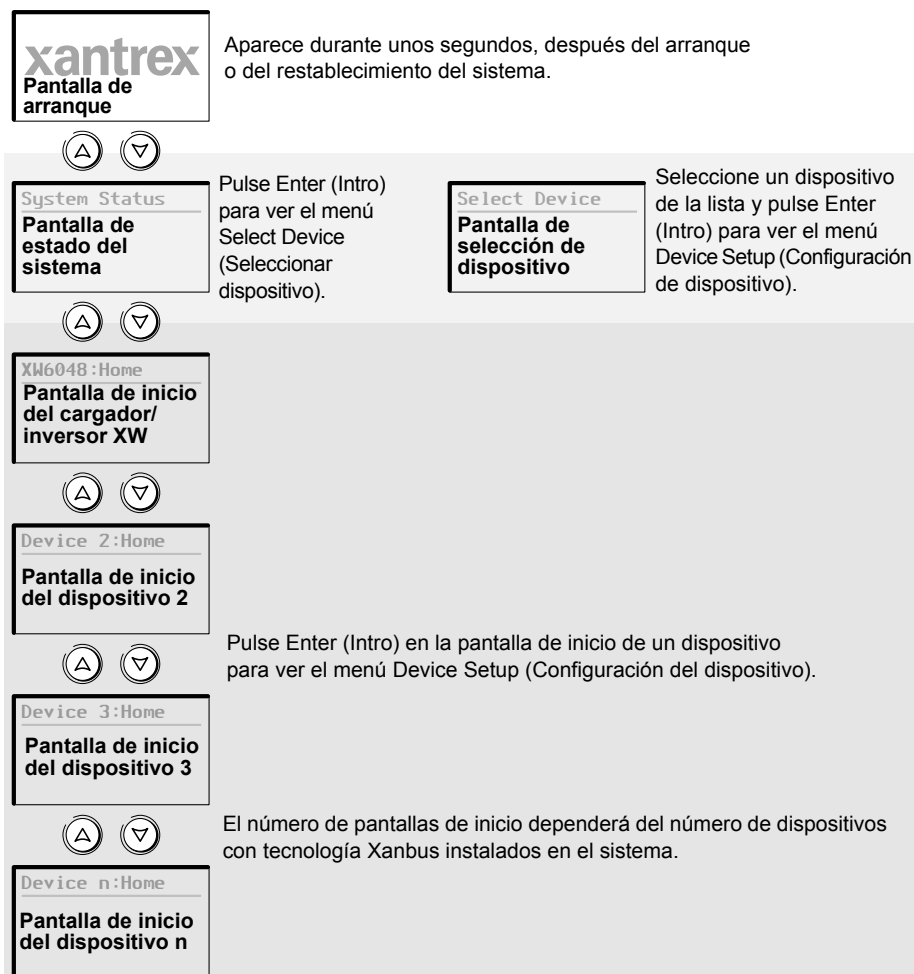 xantrex
Pantalla de
arranque
Aparece durante unos segundos, después del arranque
o del restablecimiento del sistema.
System Status
Pantalla de
estado del
sistema
Pulse Enter (Intro)
para ver el menú
Select Device
(Seleccionar
dispositivo).
Select Device
Pantalla de
selección de
dispositivo
Seleccione un dispositivo
de la lista y pulse Enter
(Intro) para ver el menú
Device Setup (Configuración
de dispositivo).
XW6048:Home
Pantalla de inicio
del cargador/
inversor XW
Device 2:Home
Pantalla de inicio
del dispositivo 2
Pulse Enter (Intro) en la pantalla de inicio de un dispositivo
para ver el menú Device Setup (Configuración del dispositivo).
Device 3:Home
Pantalla de inicio
del dispositivo 3
El número de pantallas de inicio dependerá del número de dispositivos
con tecnología Xanbus instalados en el sistema.
Device n:Home
Pantalla de inicio
del dispositivo n